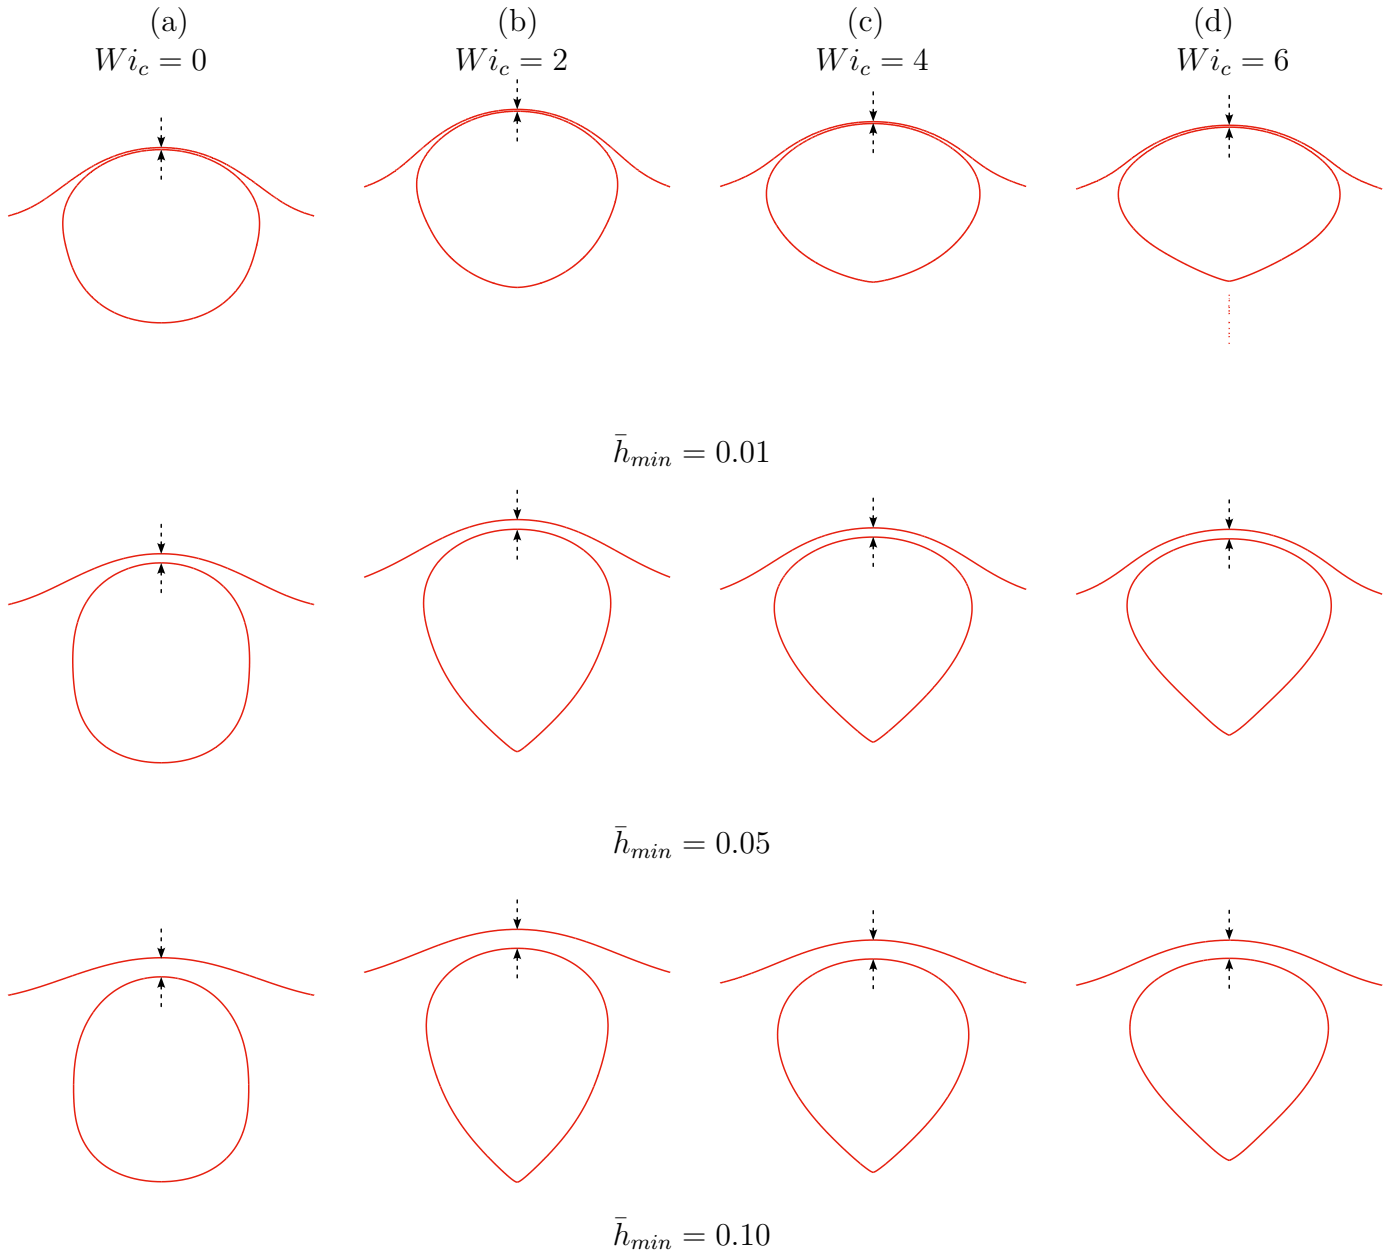 (a) (b) (c) (d)
Wi_c = 0 Wi_c = 2 Wi_c = 4 Wi_c = 6
h̄_min = 0.01
h̄_min = 0.05
h̄_min = 0.10